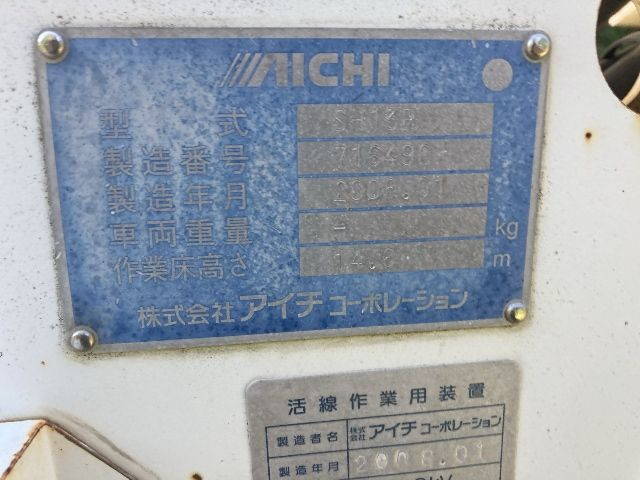 AICHI
型式 SH15R
製造番号
製造年月
車両重量 - kg
作業床高さ m
株式会社 アイチ コーポレーション
活線作業用装置
製造者名 株式会社 アイチ コーポレーション
製造年月 2008.01